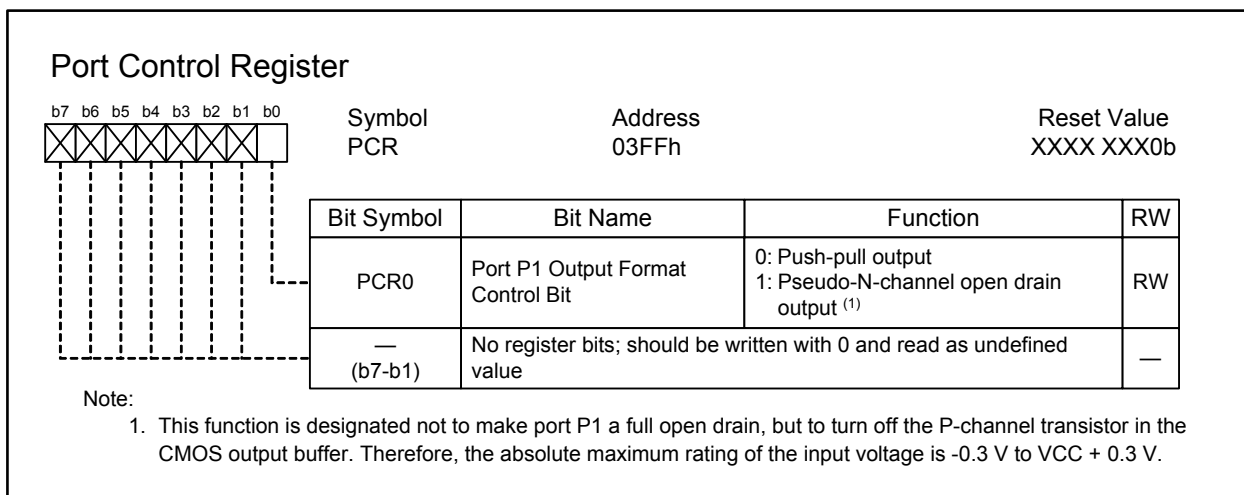 Port Control Register
b7 b6 b5 b4 b3 b2 b1 b0
Symbol Address Reset Value
PCR 03FFh XXXX XXX0b
Bit Symbol Bit Name Function RW
PCR0 Port P1 Output Format Control Bit 0: Push-pull output
1: Pseudo-N-channel open drain output (1) RW
— (b7-b1) No register bits; should be written with 0 and read as undefined value —
Note:
1. This function is designated not to make port P1 a full open drain, but to turn off the P-channel transistor in the
CMOS output buffer. Therefore, the absolute maximum rating of the input voltage is -0.3 V to VCC + 0.3 V.